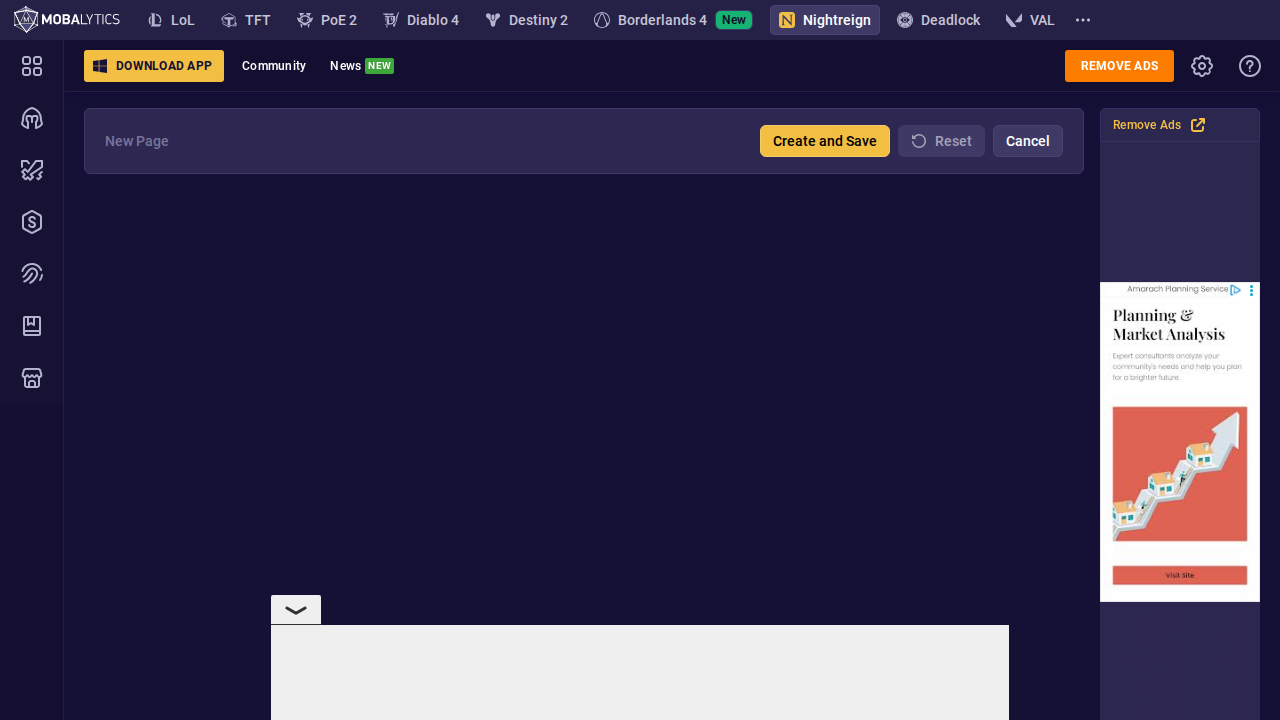 MOBALYTICS
LoL
TFT
PoE 2
Diablo 4
Destiny 2
Borderlands 4
New
Nightreign
Deadlock
VAL
DOWNLOAD APP
Community
News
NEW
REMOVE ADS
New Page
Create and Save
Reset
Cancel
Remove Ads
Amarach Planning Service
Planning &
Market Analysis
Expert consultants analyze your
community's needs and help you plan
for a brighter future.
Visit Site